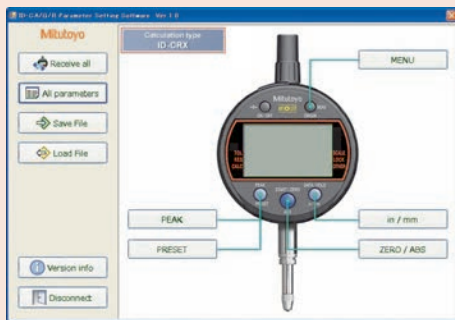 ID-C*A/G/R Parameter Setting Software Ver 1.0
Mitutoyo
Receive all
All parameters
Save File
Load File
Version info
Disconnect
Calculation type
ID-CRX
MENU
Mitutoyo
PEAK
in / mm
PRESET
ZERO / ABS